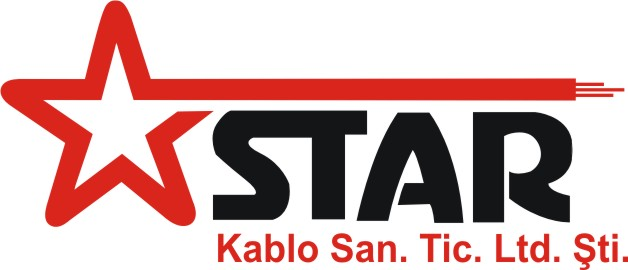 STAR
Kablo San. Tic. Ltd. Şti.